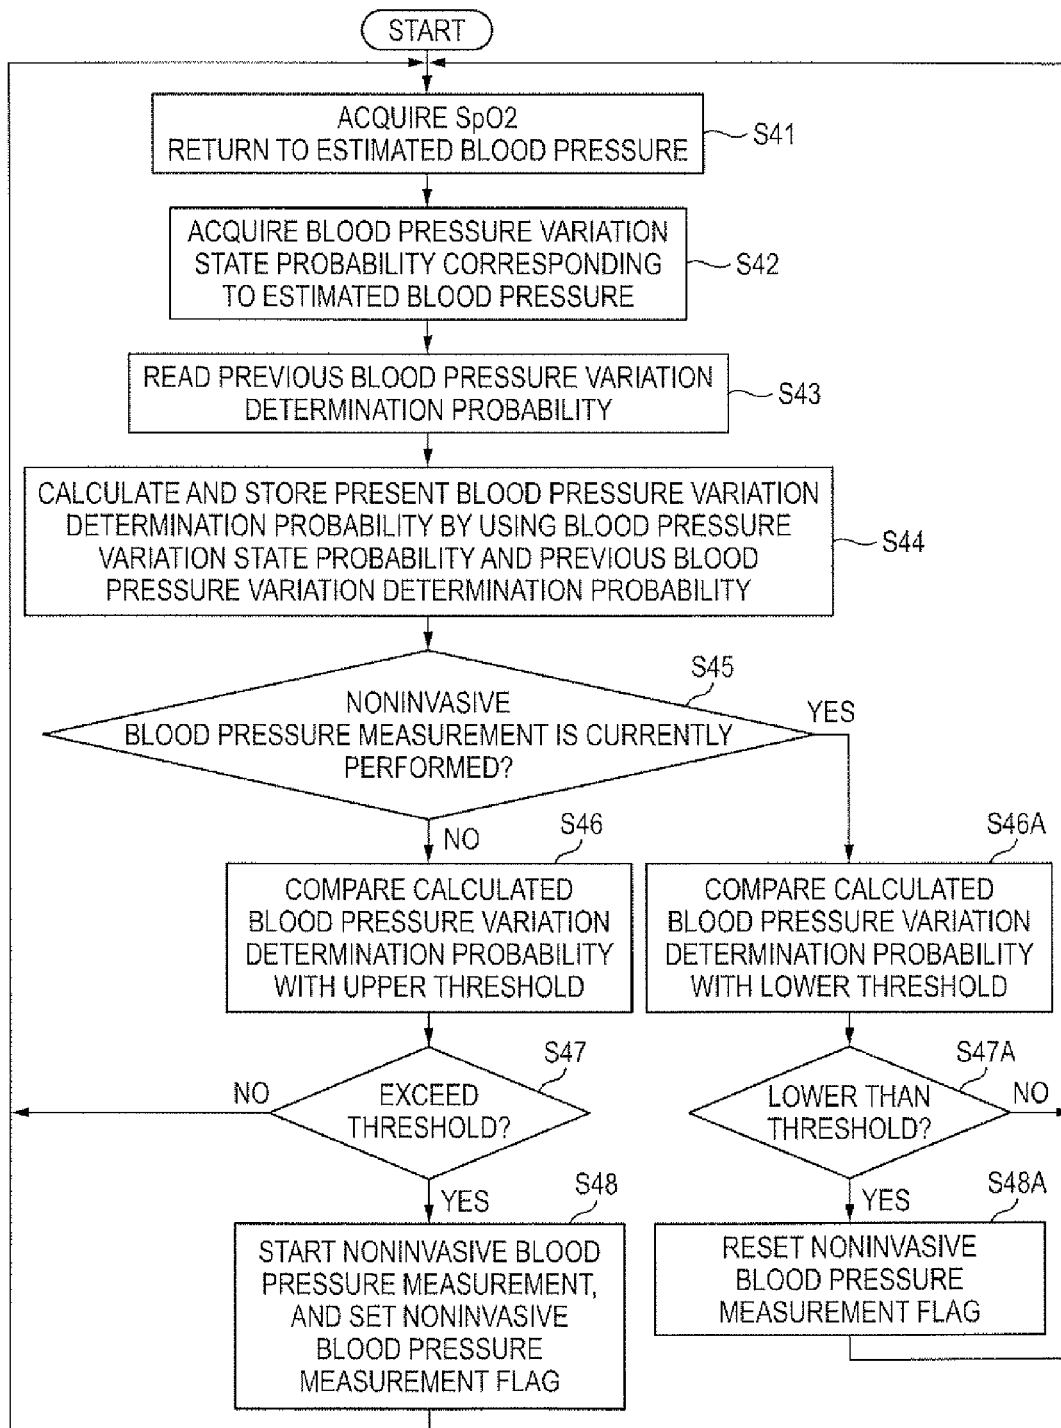 START
ACQUIRE SpO2
RETURN TO ESTIMATED BLOOD PRESSURE
S41
ACQUIRE BLOOD PRESSURE VARIATION
STATE PROBABILITY CORRESPONDING
TO ESTIMATED BLOOD PRESSURE
S42
READ PREVIOUS BLOOD PRESSURE VARIATION
DETERMINATION PROBABILITY
S43
CALCULATE AND STORE PRESENT BLOOD PRESSURE VARIATION
DETERMINATION PROBABILITY BY USING BLOOD PRESSURE
VARIATION STATE PROBABILITY AND PREVIOUS BLOOD
PRESSURE VARIATION DETERMINATION PROBABILITY
S44
S45
NONINVASIVE
BLOOD PRESSURE MEASUREMENT IS CURRENTLY
PERFORMED?
YES
NO
S46
COMPARE CALCULATED
BLOOD PRESSURE VARIATION
DETERMINATION PROBABILITY
WITH UPPER THRESHOLD
S46A
COMPARE CALCULATED
BLOOD PRESSURE VARIATION
DETERMINATION PROBABILITY
WITH LOWER THRESHOLD
S47
NO
EXCEED
THRESHOLD?
YES
S47A
LOWER THAN
THRESHOLD?
NO
YES
S48
START NONINVASIVE BLOOD
PRESSURE MEASUREMENT,
AND SET NONINVASIVE
BLOOD PRESSURE
MEASUREMENT FLAG
S48A
RESET NONINVASIVE
BLOOD PRESSURE
MEASUREMENT FLAG